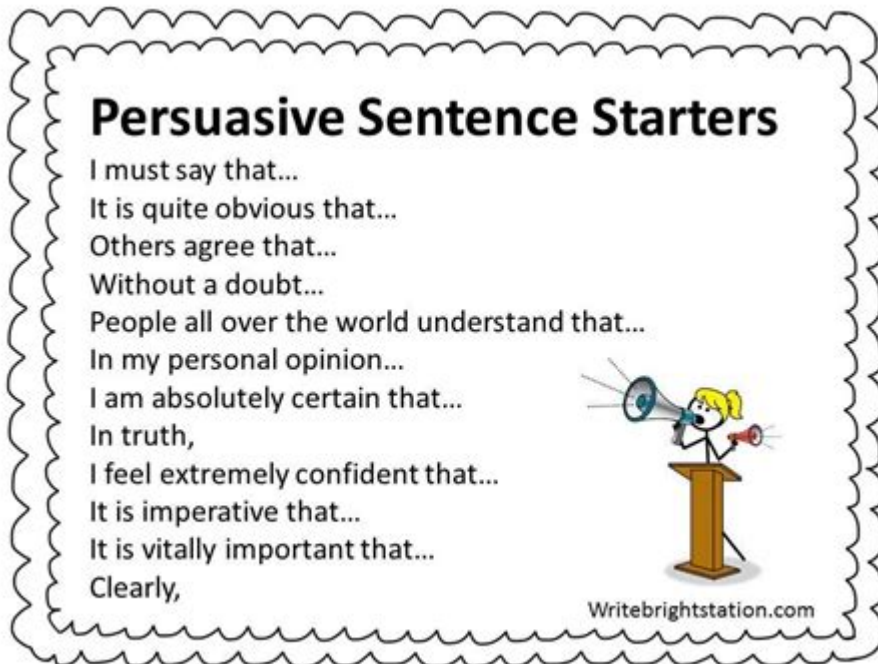 Persuasive Sentence Starters
I must say that...
It is quite obvious that...
Others agree that...
Without a doubt...
People all over the world understand that...
In my personal opinion...
I am absolutely certain that...
In truth,
I feel extremely confident that...
It is imperative that...
It is vitally important that...
Clearly,
Writebrightstation.com